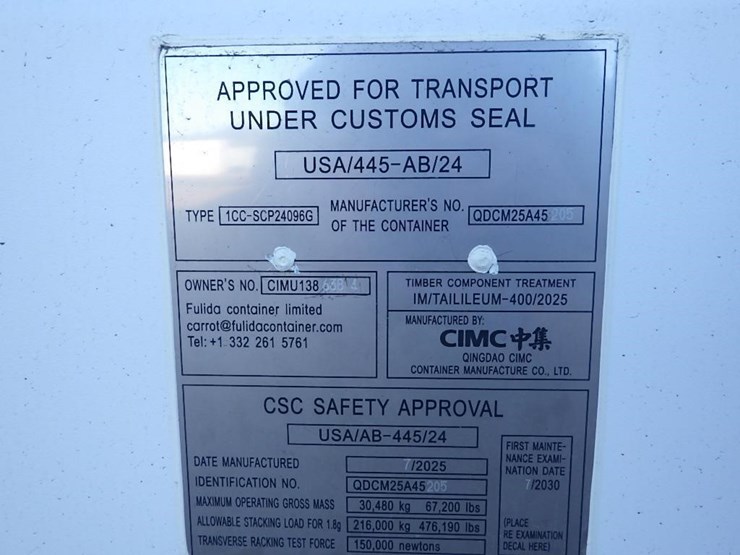 APPROVED FOR TRANSPORT
UNDER CUSTOMS SEAL
USA/445-AB/24
TYPE 1CC-SCP24096G
MANUFACTURER'S NO.
OF THE CONTAINER
QDCM25A45 205
OWNER'S NO. CIMU138
Fulida container limited
carrot@fulidacontainer.com
Tel: +1 332 261 5761
TIMBER COMPONENT TREATMENT
IM/TAILILEUM-400/2025
MANUFACTURED BY:
CIMC 中集
QINGDAO CIMC
CONTAINER MANUFACTURE CO., LTD.
CSC SAFETY APPROVAL
USA/AB-445/24
DATE MANUFACTURED 7/2025
IDENTIFICATION NO. QDCM25A45 205
MAXIMUM OPERATING GROSS MASS 30,480 kg 67,200 lbs
ALLOWABLE STACKING LOAD FOR 1.8g 216,000 kg 476,190 lbs
TRANSVERSE RACKING TEST FORCE 150,000 newtons
FIRST MAINTE-
NANCE EXAMI-
NATION DATE
7/2030
(PLACE
RE EXAMINATION
DECAL HERE)